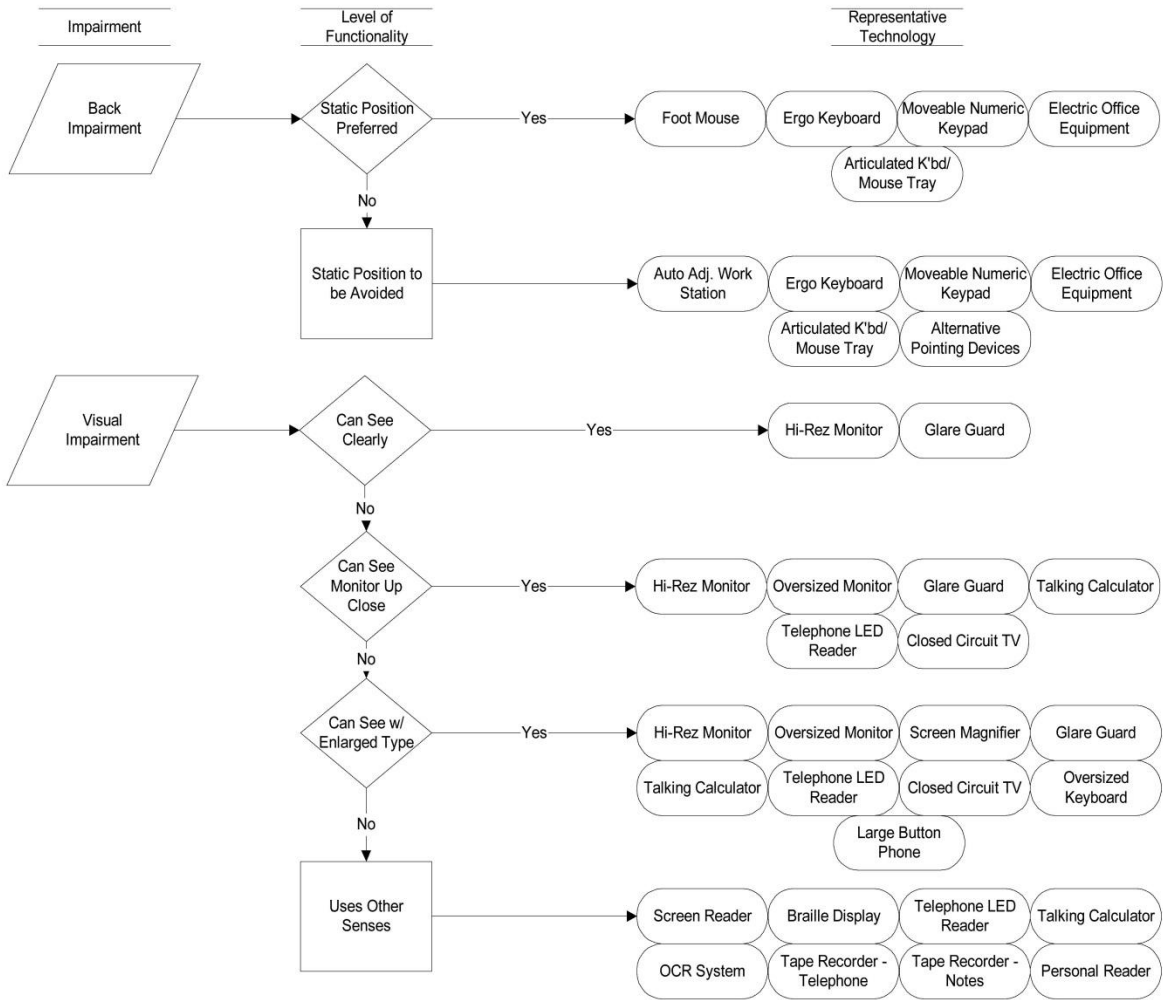 Impairment
Level of
Functionality
Representative
Technology
Back
Impairment
Static Position
Preferred
Yes
Foot Mouse
Ergo Keyboard
Moveable Numeric
Keypad
Electric Office
Equipment
Articulated K'bd/
Mouse Tray
No
Static Position to
be Avoided
Auto Adj. Work
Station
Ergo Keyboard
Moveable Numeric
Keypad
Electric Office
Equipment
Articulated K'bd/
Mouse Tray
Alternative
Pointing Devices
Visual
Impairment
Can See
Clearly
Yes
Hi-Rez Monitor
Glare Guard
No
Can See
Monitor Up
Close
Yes
Hi-Rez Monitor
Oversized Monitor
Glare Guard
Talking Calculator
Telephone LED
Reader
Closed Circuit TV
No
Can See w/
Enlarged Type
Yes
Hi-Rez Monitor
Oversized Monitor
Screen Magnifier
Glare Guard
Talking Calculator
Telephone LED
Reader
Closed Circuit TV
Oversized
Keyboard
Large Button
Phone
No
Uses Other
Senses
Screen Reader
Braille Display
Telephone LED
Reader
Talking Calculator
OCR System
Tape Recorder -
Telephone
Tape Recorder -
Notes
Personal Reader